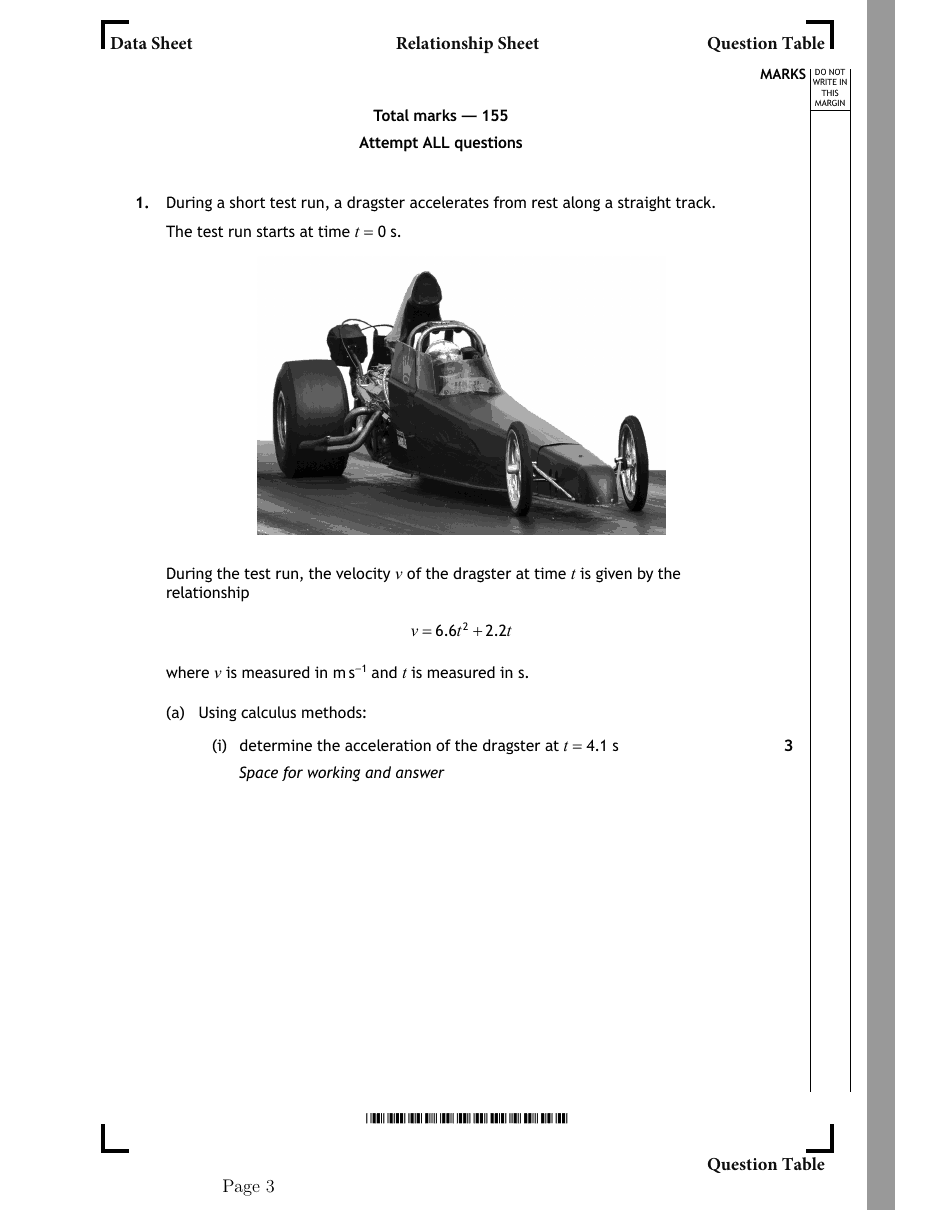 Data Sheet Relationship Sheet Question Table
MARKS
DO NOT
WRITE IN
THIS
MARGIN
Total marks — 155
Attempt ALL questions
1. During a short test run, a dragster accelerates from rest along a straight track.
The test run starts at time t = 0 s.
During the test run, the velocity v of the dragster at time t is given by the
relationship
v = 6.6t² + 2.2t
where v is measured in m s⁻¹ and t is measured in s.
(a) Using calculus methods:
(i) determine the acceleration of the dragster at t = 4.1 s 3
Space for working and answer
Question Table
Page 3